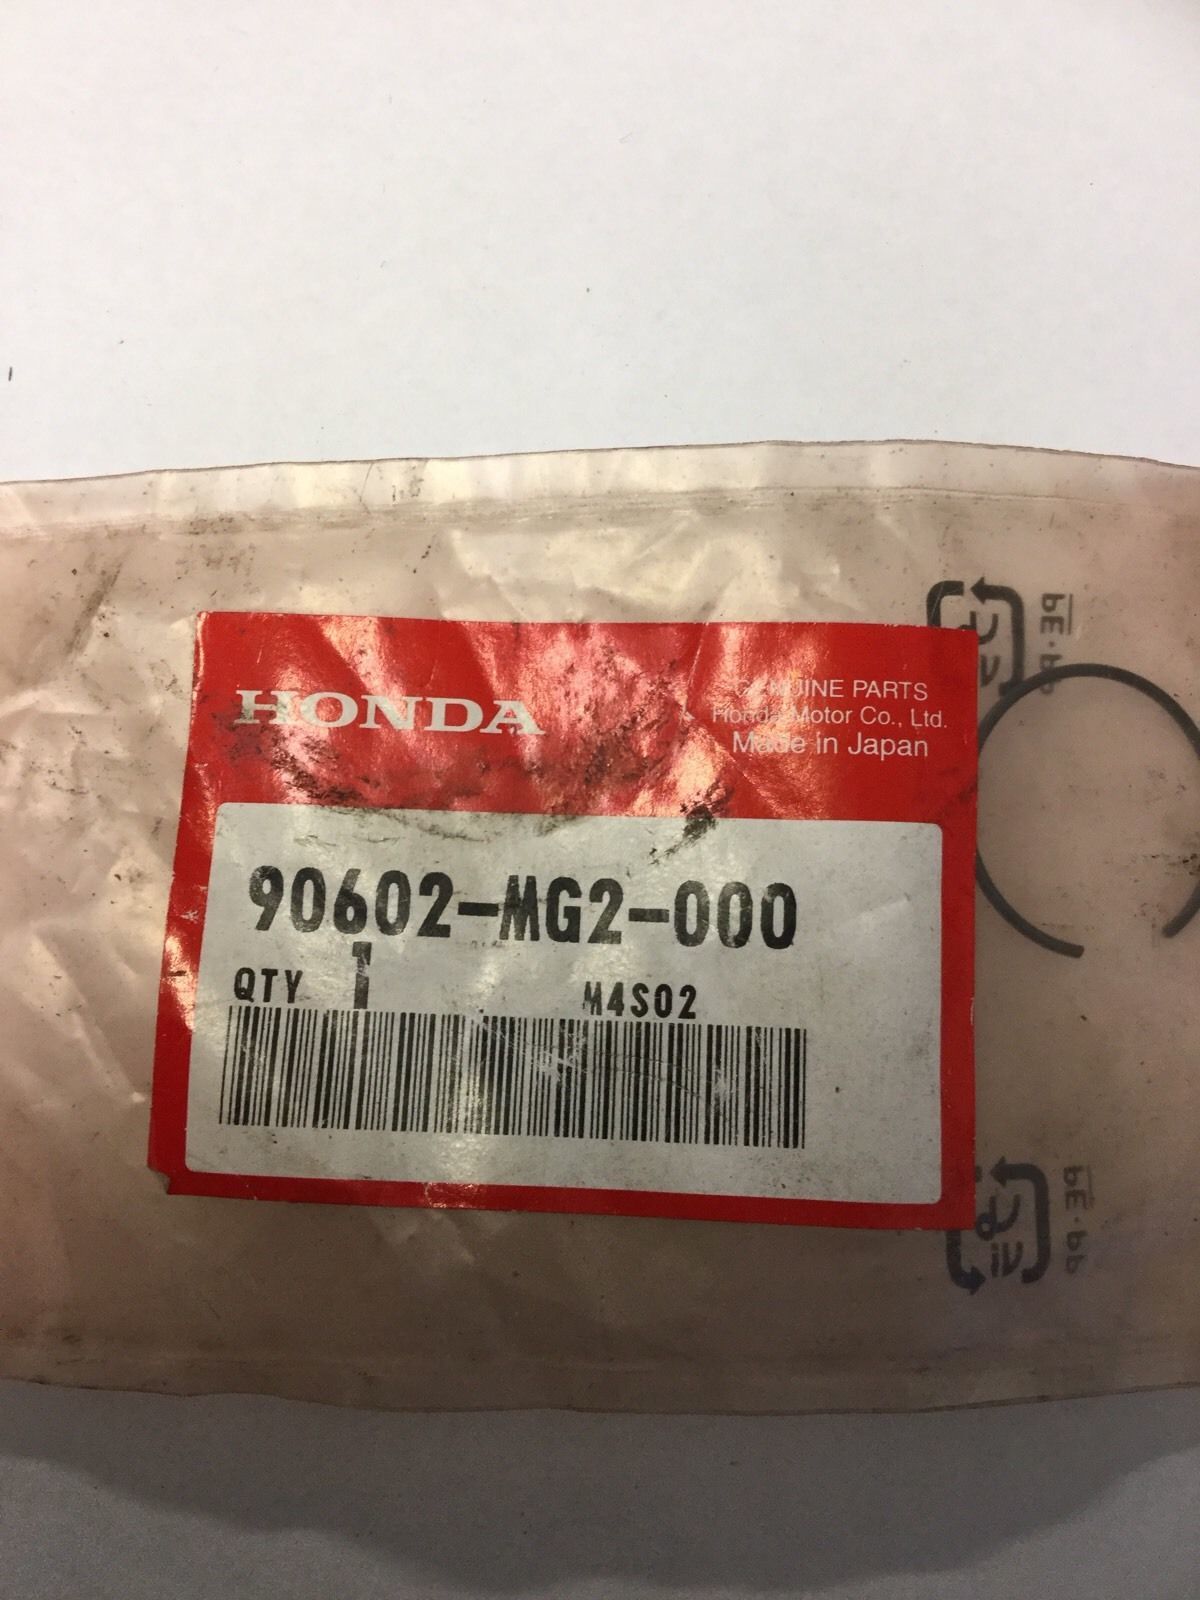 HONDA
GENUINE PARTS
Honda Motor Co., Ltd.
Made in Japan
90602-MG2-000
QTY 1 M4S02